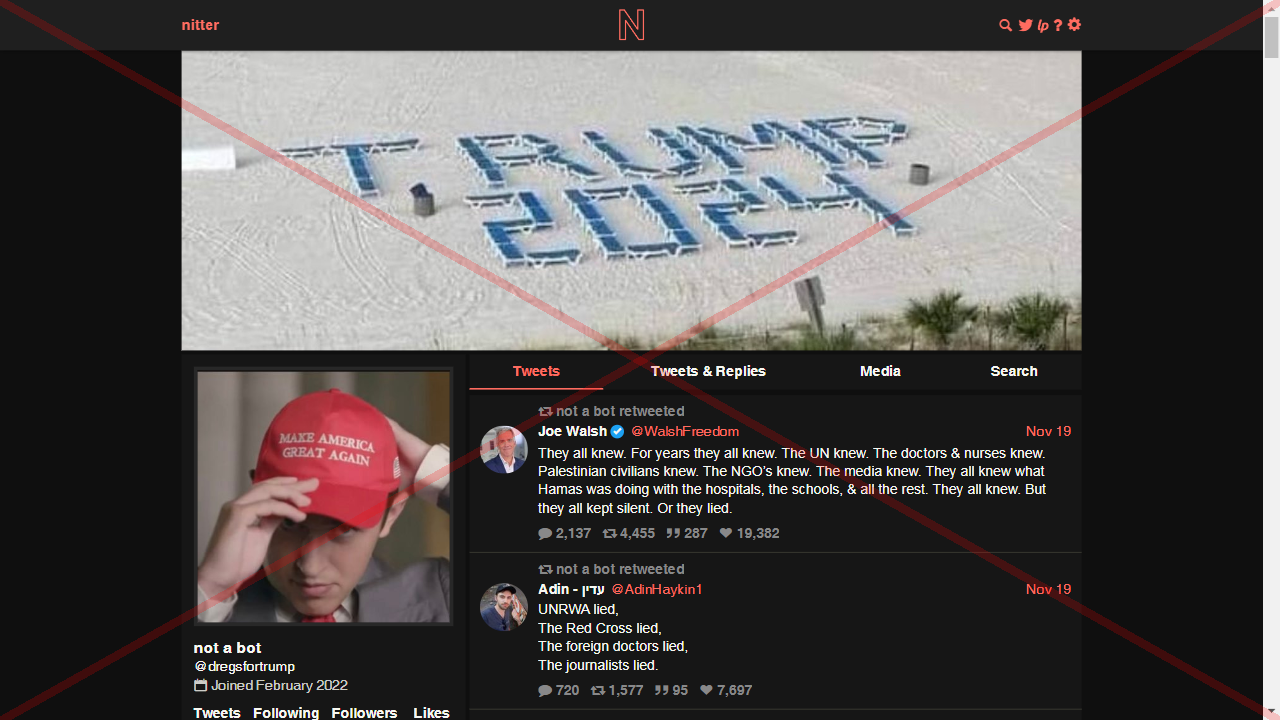 nitter
N
lp ?
TRUMP
2024
Tweets
Tweets & Replies
Media
Search
MAKE AMERICA
GREAT AGAIN
not a bot
@dregsfortrump
Joined February 2022
Tweets Following Followers Likes
not a bot retweeted
Joe Walsh @WalshFreedom Nov 19
They all knew. For years they all knew. The UN knew. The doctors & nurses knew.
Palestinian civilians knew. The NGO's knew. The media knew. They all knew what
Hamas was doing with the hospitals, the schools, & all the rest. They all knew. But
they all kept silent. Or they lied.
2,137 4,455 287 19,382
not a bot retweeted
Adin - עדין @AdinHaykin1 Nov 19
UNRWA lied,
The Red Cross lied,
The foreign doctors lied,
The journalists lied.
720 1,577 95 7,697